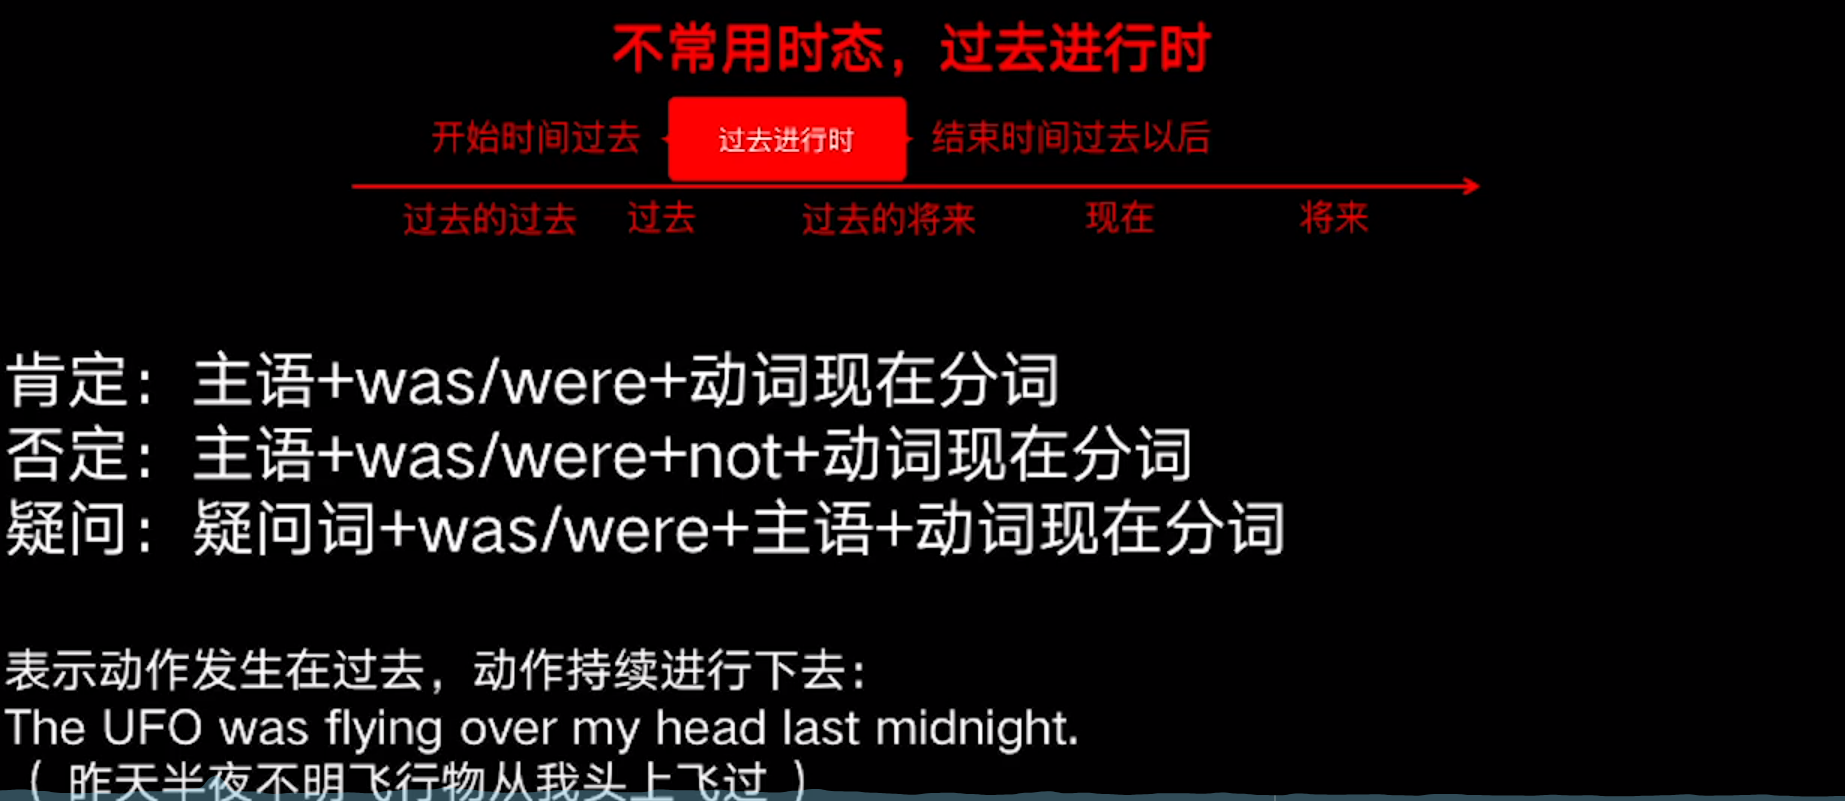 不常用时态，过去进行时
开始时间过去 过去进行时 结束时间过去以后
过去的过去 过去 过去的将来 现在 将来
肯定：主语+was/were+动词现在分词
否定：主语+was/were+not+动词现在分词
疑问：疑问词+was/were+主语+动词现在分词
表示动作发生在过去，动作持续进行下去：
The UFO was flying over my head last midnight.
（ 昨天半夜不明飞行物从我头上飞过 ）